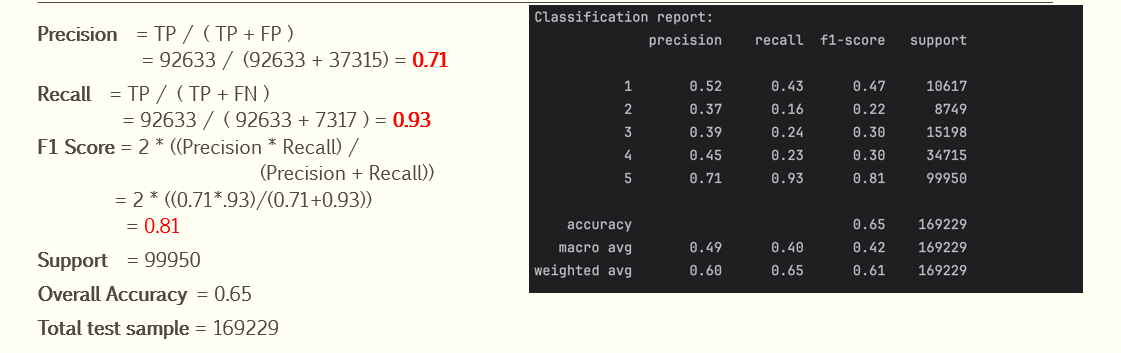 Precision = TP / ( TP + FP )
= 92633 / (92633 + 37315) = 0.71
Recall = TP / ( TP + FN )
= 92633 / ( 92633 + 7317 ) = 0.93
F1 Score = 2 * ((Precision * Recall) /
(Precision + Recall))
= 2 * ((0.71*.93)/(0.71+0.93))
= 0.81
Support = 99950
Overall Accuracy = 0.65
Total test sample = 169229
Classification report:
precision recall f1-score support
1 0.52 0.43 0.47 10617
2 0.37 0.16 0.22 8749
3 0.39 0.24 0.30 15198
4 0.45 0.23 0.30 34715
5 0.71 0.93 0.81 99950
accuracy 0.65 169229
macro avg 0.49 0.40 0.42 169229
weighted avg 0.60 0.65 0.61 169229